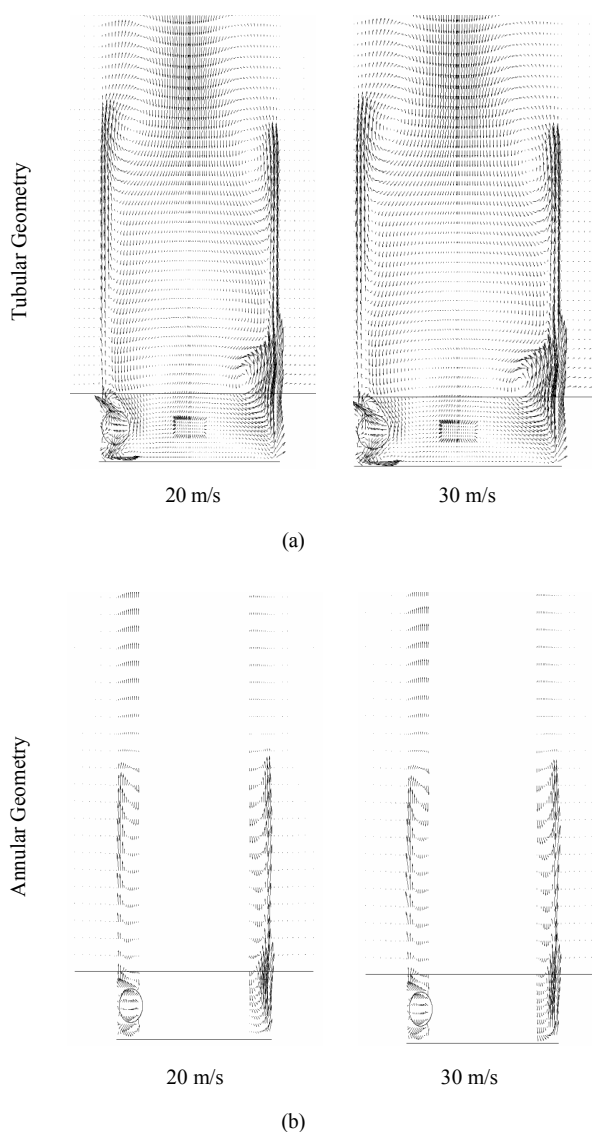 Tubular Geometry
20 m/s
30 m/s
(a)
Annular Geometry
20 m/s
30 m/s
(b)